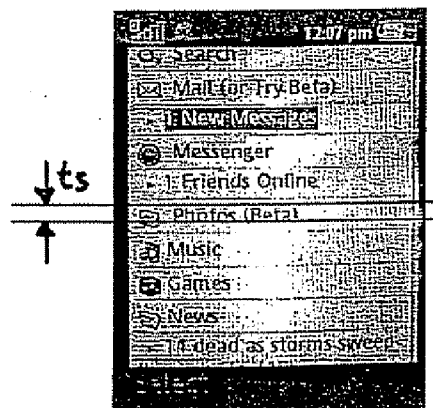 12:07 pm
Search
Mail (or Try Beta)
1 New Messages
Messenger
1 Friends Online
ts
Photos (Beta)
Music
Games
News
14 dead as storms sweep
Select